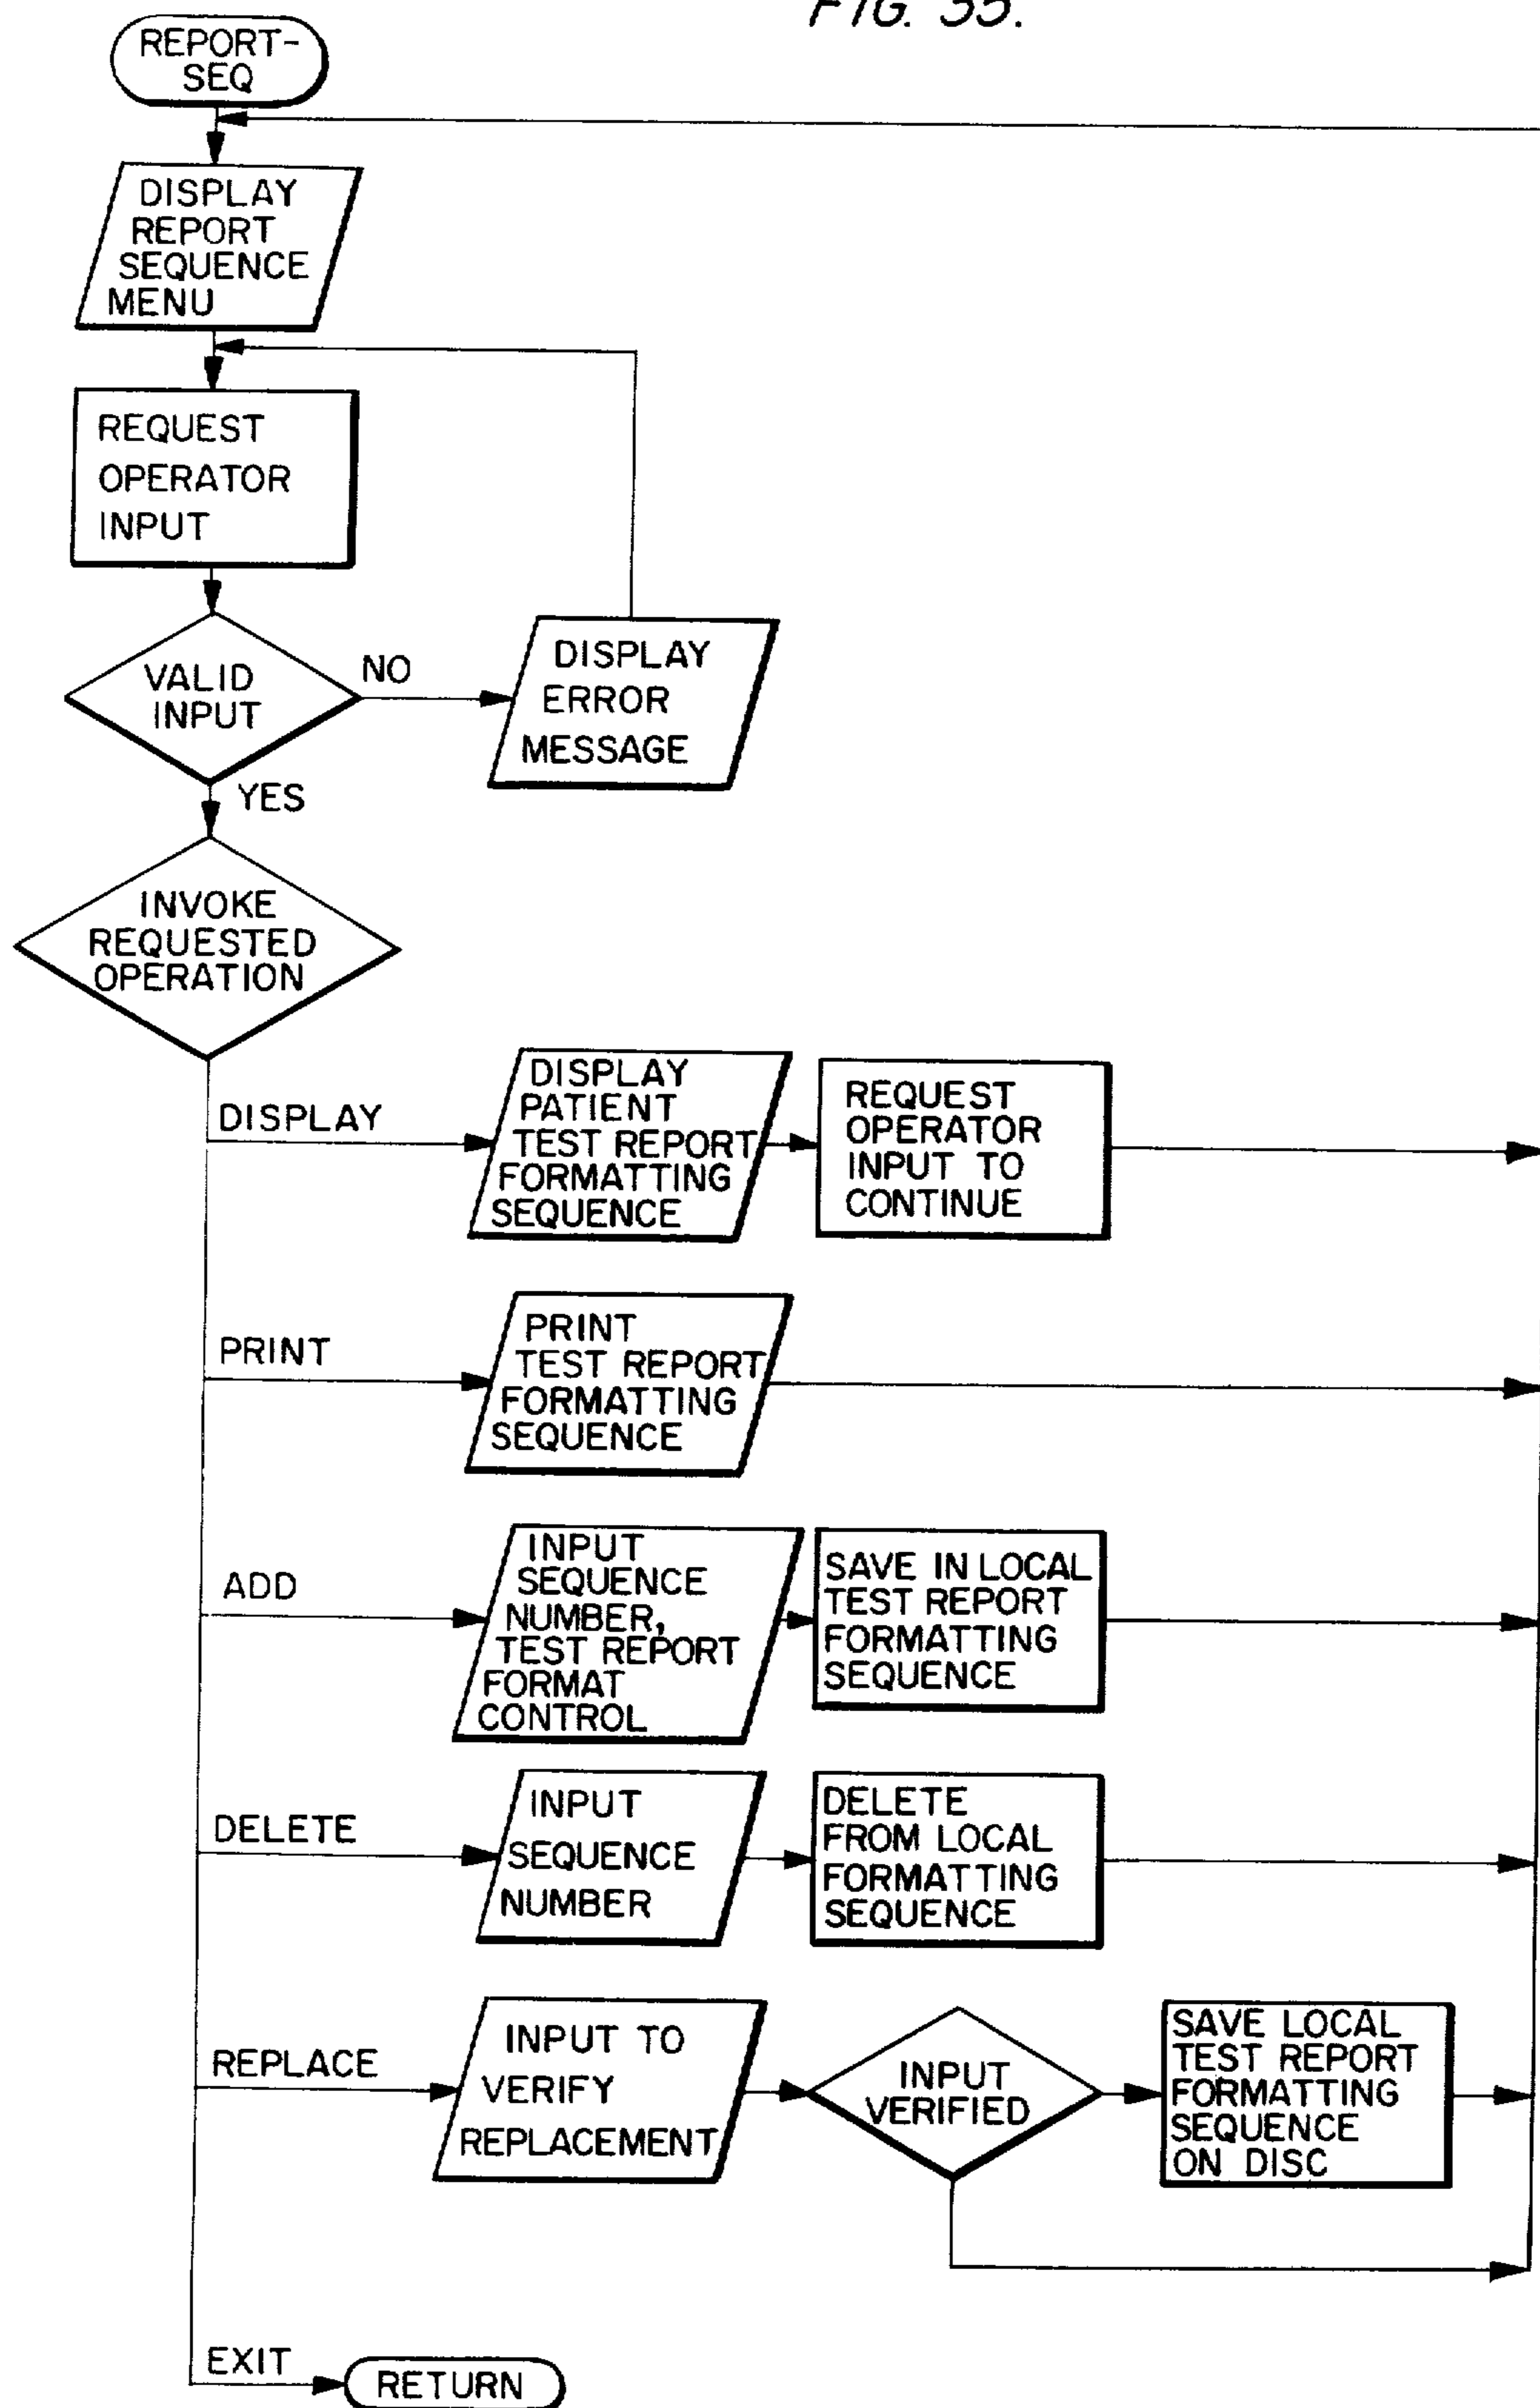 FIG. 35.
REPORT-
SEQ
DISPLAY
REPORT
SEQUENCE
MENU
REQUEST
OPERATOR
INPUT
VALID
INPUT
NO
DISPLAY
ERROR
MESSAGE
YES
INVOKE
REQUESTED
OPERATION
DISPLAY
DISPLAY
PATIENT
TEST REPORT
FORMATTING
SEQUENCE
REQUEST
OPERATOR
INPUT TO
CONTINUE
PRINT
PRINT
TEST REPORT
FORMATTING
SEQUENCE
ADD
INPUT
SEQUENCE
NUMBER,
TEST REPORT
FORMAT
CONTROL
SAVE IN LOCAL
TEST REPORT
FORMATTING
SEQUENCE
DELETE
INPUT
SEQUENCE
NUMBER
DELETE
FROM LOCAL
FORMATTING
SEQUENCE
REPLACE
INPUT TO
VERIFY
REPLACEMENT
INPUT
VERIFIED
SAVE LOCAL
TEST REPORT
FORMATTING
SEQUENCE
ON DISC
EXIT
RETURN